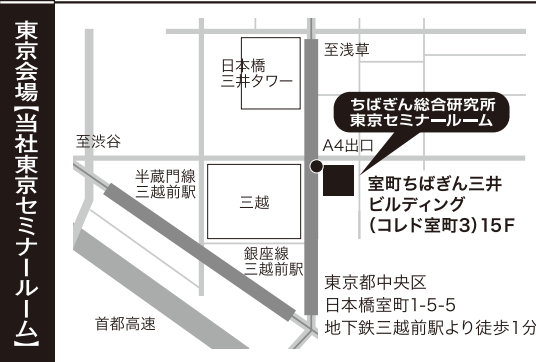 東京会場【当社東京セミナールーム】
至浅草
日本橋
三井タワー
ちばぎん総合研究所
東京セミナールーム
A4出口
至渋谷
半蔵門線
三越前駅
三越
室町ちばぎん三井
ビルディング
（コレド室町3）15F
銀座線
三越前駅
首都高速
東京都中央区
日本橋室町1-5-5
地下鉄三越前駅より徒歩1分